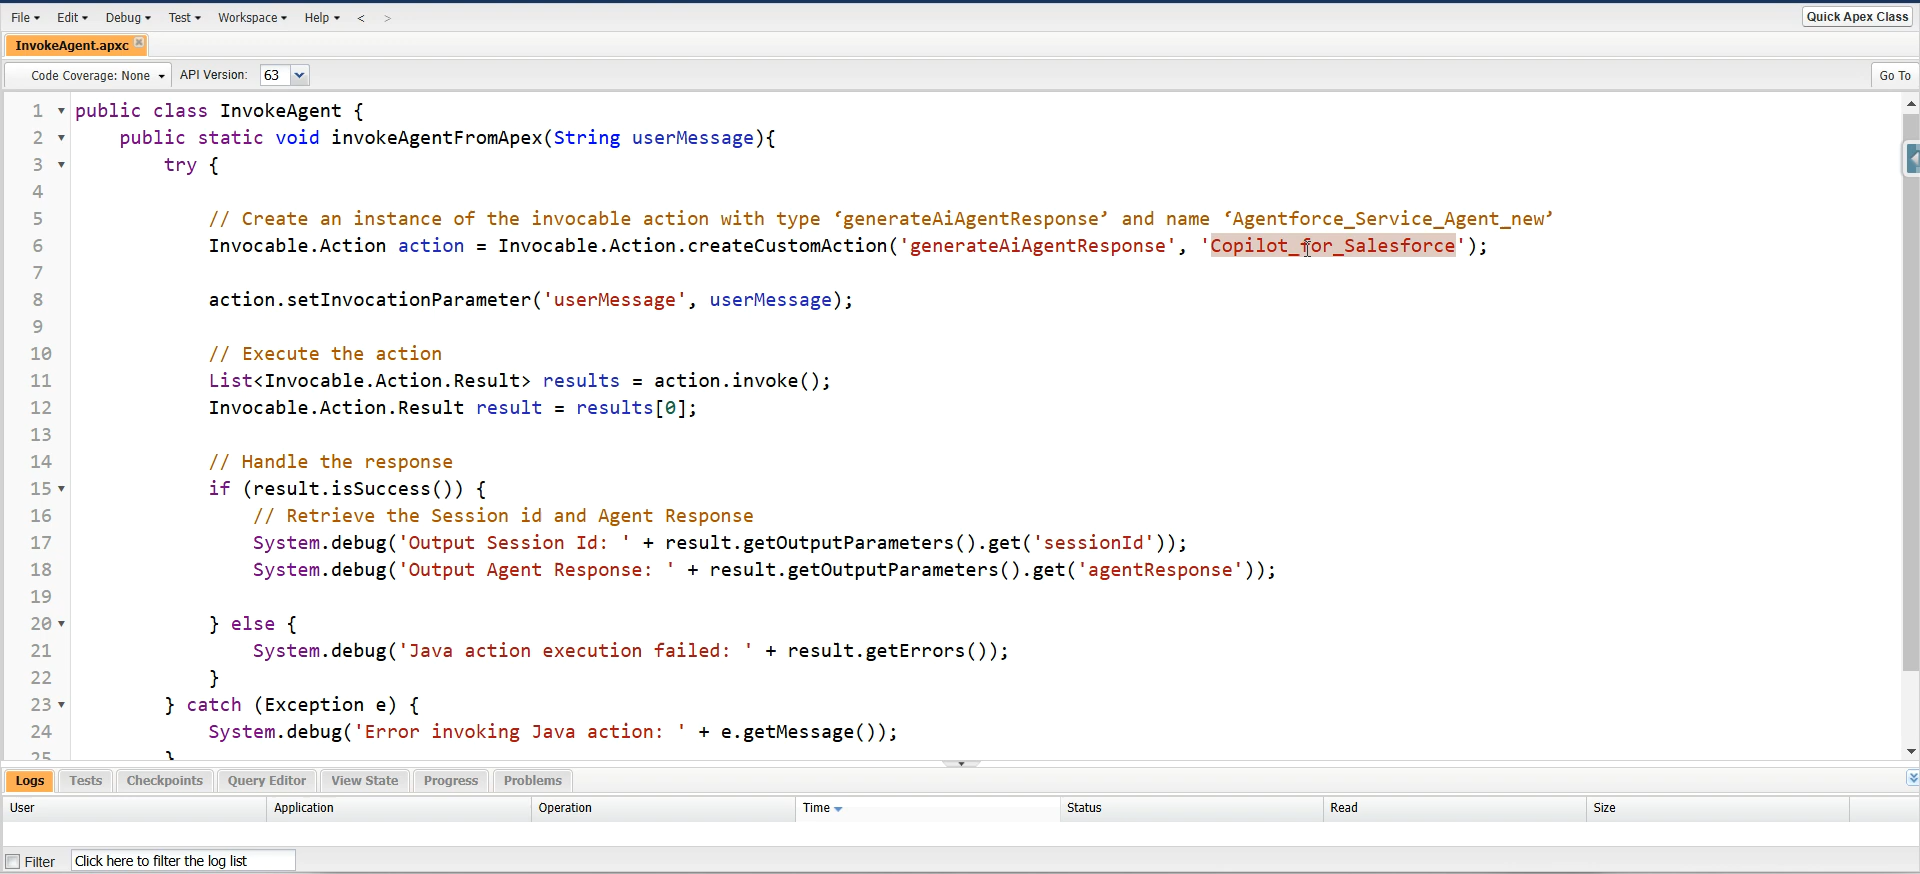 File Edit Debug Test Workspace Help < > Quick Apex Class
InvokeAgent.apxc
Code Coverage: None API Version: 63 Go To
1 public class InvokeAgent {
2 public static void invokeAgentFromApex(String userMessage){
3 try {
4
5 // Create an instance of the invocable action with type ‘generateAiAgentResponse’ and name ‘Agentforce_Service_Agent_new’
6 Invocable.Action action = Invocable.Action.createCustomAction('generateAiAgentResponse', 'Copilot_for_Salesforce');
7
8 action.setInvocationParameter('userMessage', userMessage);
9
10 // Execute the action
11 List<Invocable.Action.Result> results = action.invoke();
12 Invocable.Action.Result result = results[0];
13
14 // Handle the response
15 if (result.isSuccess()) {
16 // Retrieve the Session id and Agent Response
17 System.debug('Output Session Id: ' + result.getOutputParameters().get('sessionId'));
18 System.debug('Output Agent Response: ' + result.getOutputParameters().get('agentResponse'));
19
20 } else {
21 System.debug('Java action execution failed: ' + result.getErrors());
22 }
23 } catch (Exception e) {
24 System.debug('Error invoking Java action: ' + e.getMessage());
25 }
Logs Tests Checkpoints Query Editor View State Progress Problems
User Application Operation Time Status Read Size
Filter Click here to filter the log list